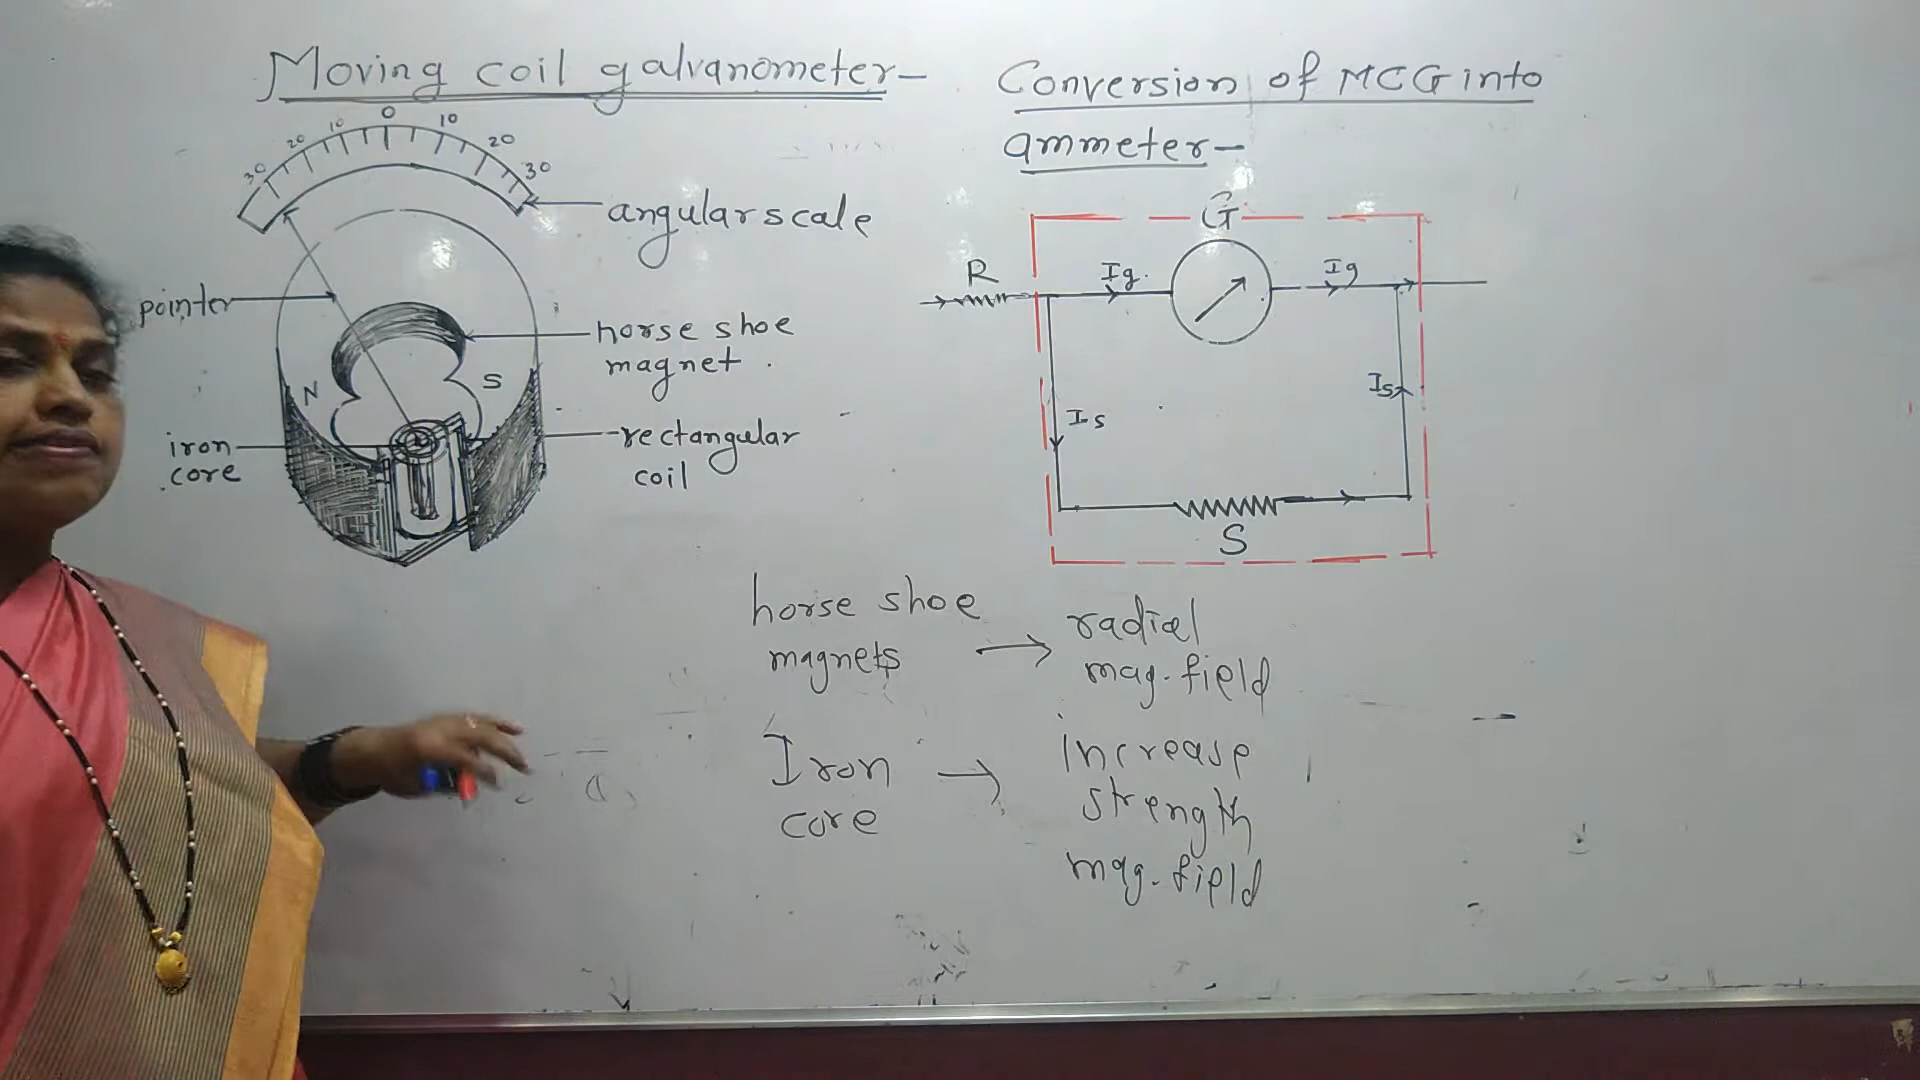 Moving coil galvanometer-
30 20 10 0 10 20 30
angular scale
pointer
horse shoe
magnet.
N
S
iron
core
rectangular
coil
Conversion of MCG into
ammeter-
G
R
Ig.
Ig
Is
Is
S
horse shoe
magnets → radial
mag. field
Iron
core → increase
strength
mag. field